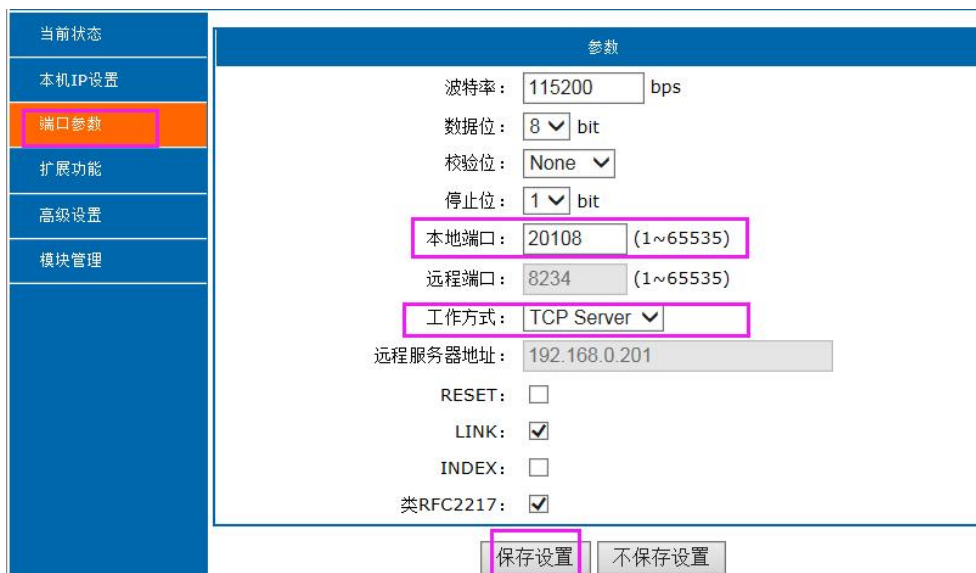 当前状态
本机IP设置
端口参数
扩展功能
高级设置
模块管理
参数
波特率： 115200 bps
数据位： 8 bit
校验位： None
停止位： 1 bit
本地端口： 20108 (1~65535)
远程端口： 8234 (1~65535)
工作方式： TCP Server
远程服务器地址： 192.168.0.201
RESET：
LINK：
INDEX：
类RFC2217：
保存设置 不保存设置